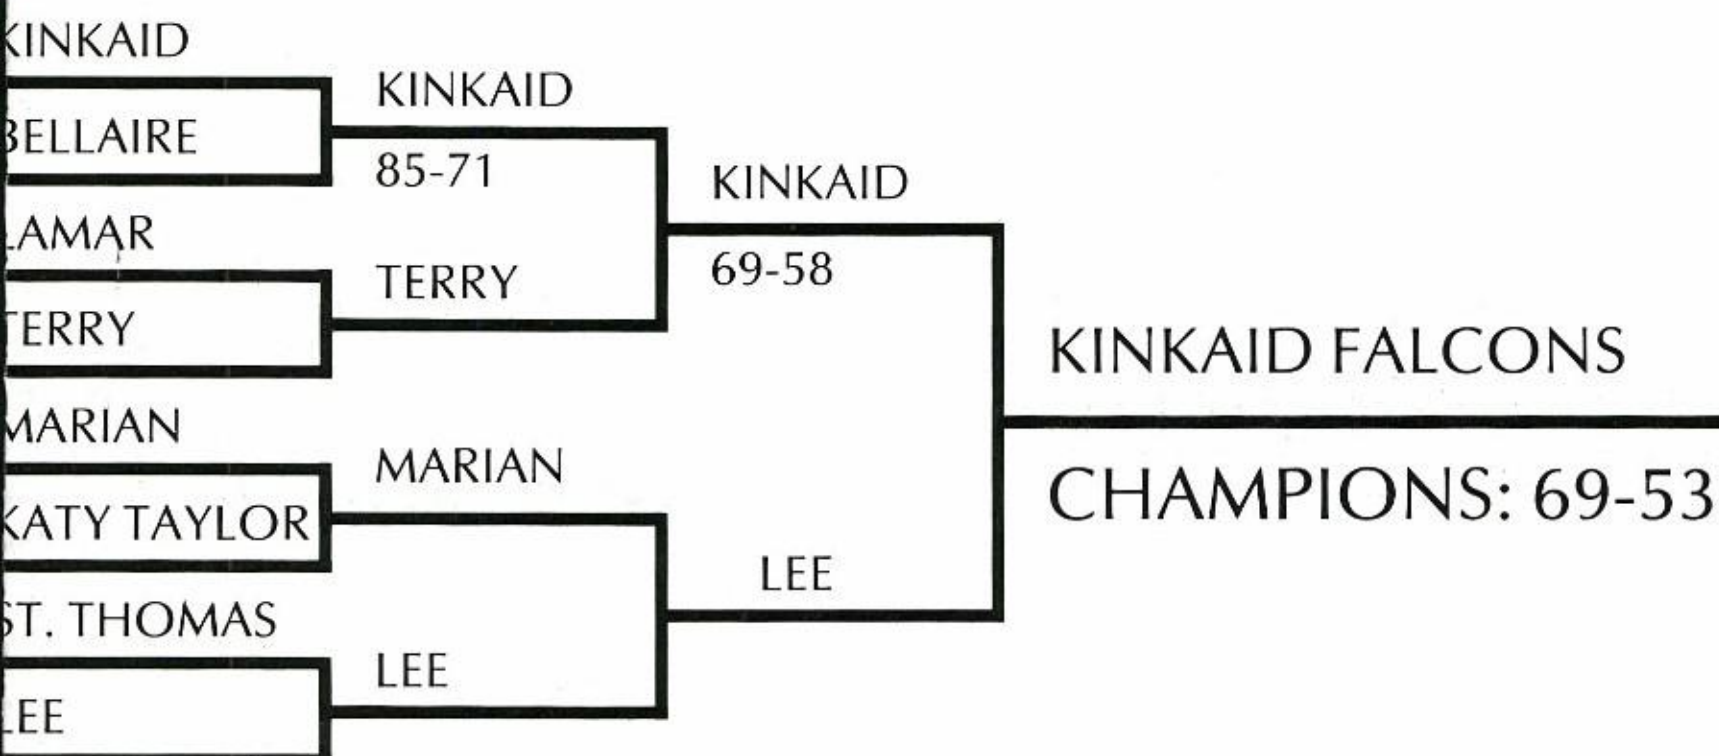 KINKAID
BELLAIRE
LAMAR
TERRY
MARIAN
KATY TAYLOR
ST. THOMAS
LEE
KINKAID
85-71
TERRY
MARIAN
LEE
KINKAID
69-58
LEE
KINKAID FALCONS
CHAMPIONS: 69-53